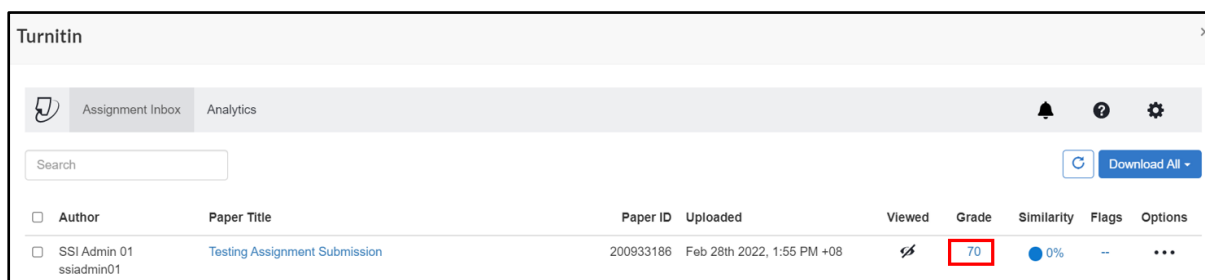 Turnitin
Assignment Inbox Analytics
Search
Download All
Author Paper Title Paper ID Uploaded Viewed Grade Similarity Flags Options
SSI Admin 01 Testing Assignment Submission 200933186 Feb 28th 2022, 1:55 PM +08 70 0% -- •••
ssiadmin01